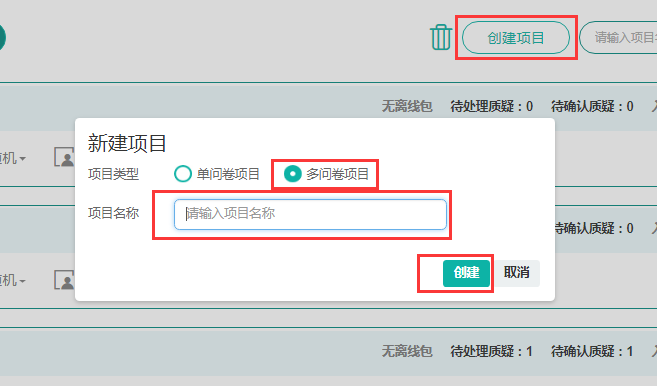 创建项目
请输入项目
无离线包 待处理质疑：0 待确认质疑：0
新建项目
项目类型 单问卷项目 多问卷项目
机
项目名称 请输入项目名称
待确认质疑：0
创建 取消
机
无离线包 待处理质疑：1 待确认质疑：1